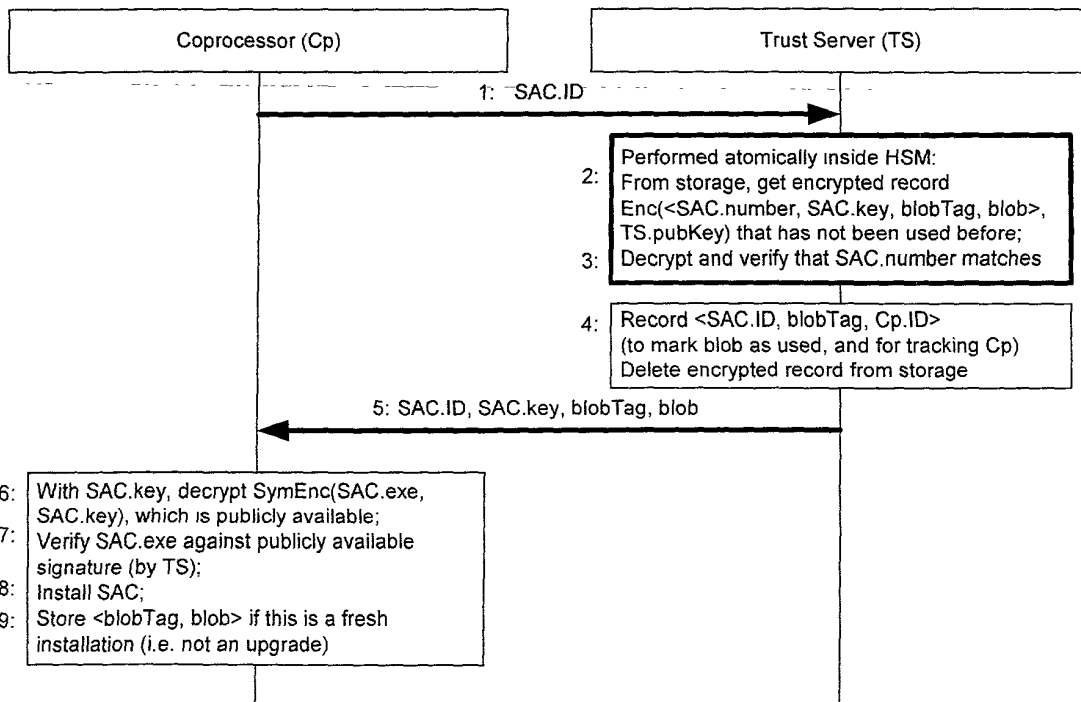 Coprocessor (Cp)
Trust Server (TS)
1: SAC.ID
2:
Performed atomically inside HSM:
From storage, get encrypted record
Enc(<SAC.number, SAC.key, blobTag, blob>,
TS.pubKey) that has not been used before;
3: Decrypt and verify that SAC.number matches
4: Record <SAC.ID, blobTag, Cp.ID>
(to mark blob as used, and for tracking Cp)
Delete encrypted record from storage
5: SAC.ID, SAC.key, blobTag, blob
6: With SAC.key, decrypt SymEnc(SAC.exe,
SAC.key), which is publicly available;
7: Verify SAC.exe against publicly available
signature (by TS);
8: Install SAC;
9: Store <blobTag, blob> if this is a fresh
installation (i.e. not an upgrade)